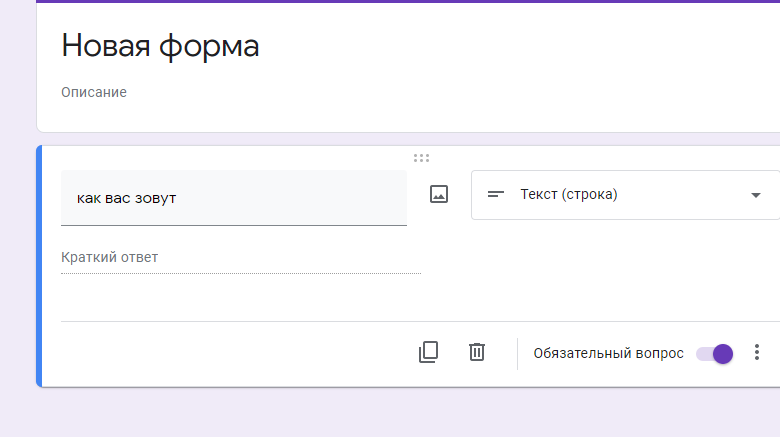 Новая форма
Описание
как вас зовут
Текст (строка)
Краткий ответ
Обязательный вопрос